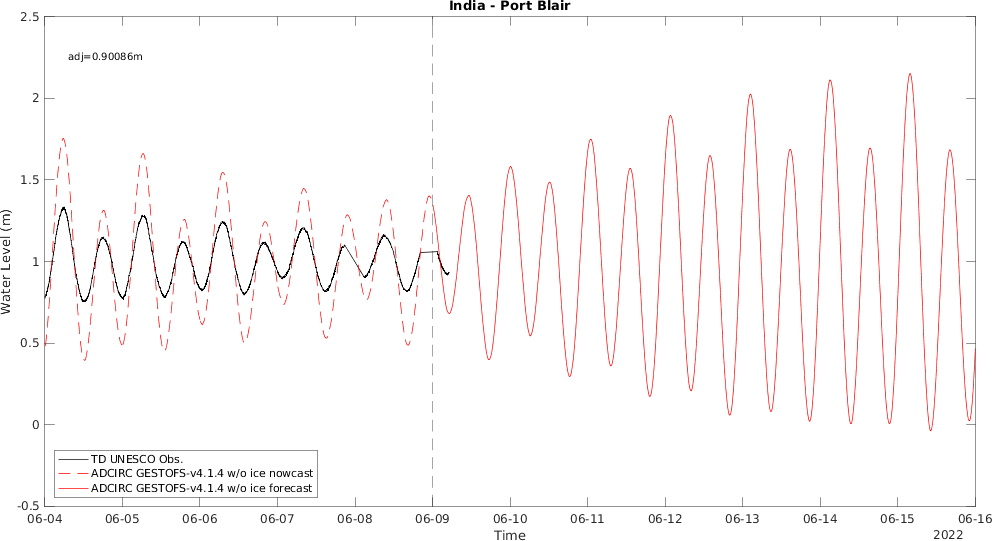 India - Port Blair
adj=0.90086m
Water Level (m)
2.5
2
1.5
1
0.5
0
-0.5
TD UNESCO Obs.
ADCIRC GESTOFS-v4.1.4 w/o ice nowcast
ADCIRC GESTOFS-v4.1.4 w/o ice forecast
06-04 06-05 06-06 06-07 06-08 06-09 06-10 06-11 06-12 06-13 06-14 06-15 06-16
Time
2022